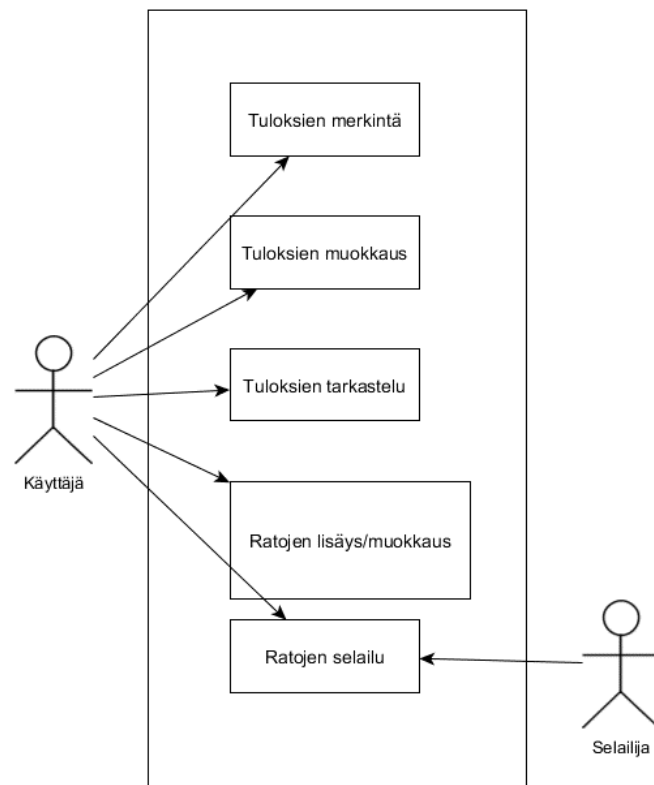 Tuloksien merkintä
Tuloksien muokkaus
Tuloksien tarkastelu
Käyttäjä
Ratojen lisäys/muokkaus
Ratojen selailu
Selailija